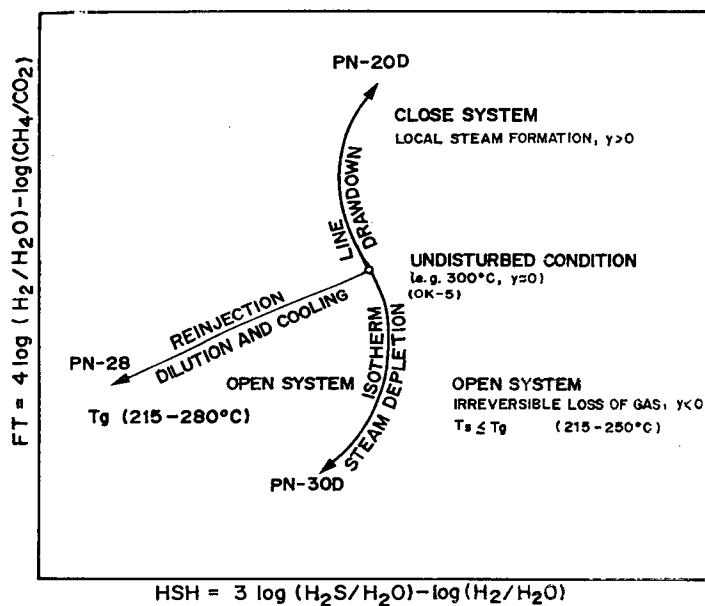 PN-20D
CLOSE SYSTEM
LOCAL STEAM FORMATION, y>0
LINE
DRAWDOWN
UNDISTURBED CONDITION
(e.g. 300°C, y≈0)
(OK-5)
REINJECTION
DILUTION AND COOLING
PN-28
OPEN SYSTEM
Tg (215-280°C)
ISOTHERM
STEAM DEPLETION
OPEN SYSTEM
IRREVERSIBLE LOSS OF GAS, y<0
Ts ≤ Tg (215-250°C)
PN-30D
FT = 4 log (H2/H2O)-log(CH4/CO2)
HSH = 3 log (H2S/H2O)-log(H2/H2O)